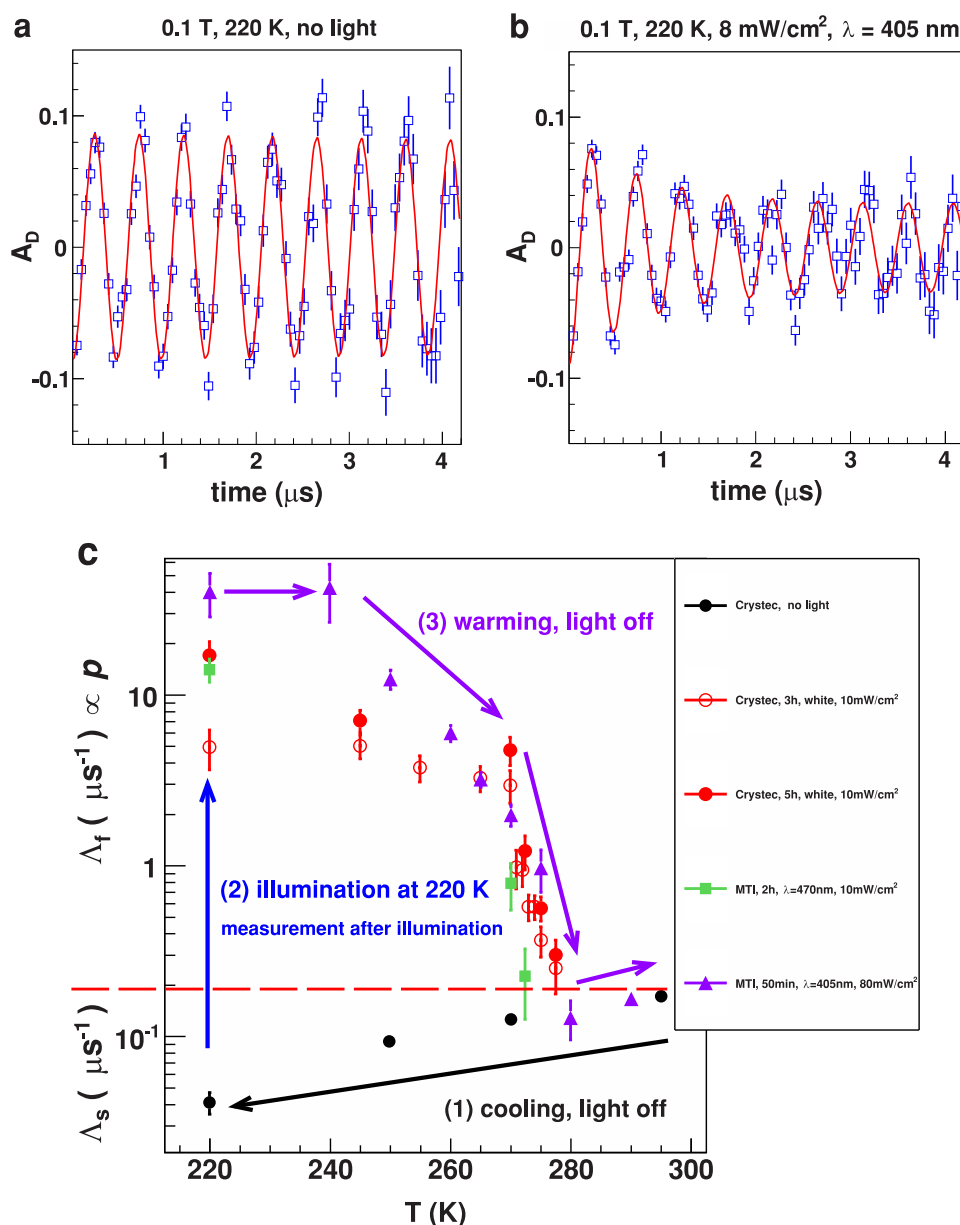 a
0.1 T, 220 K, no light
0.1
0
-0.1
A_D
1 2 3 4
time (μs)
b
0.1 T, 220 K, 8 mW/cm², λ = 405 nm
0.1
0
-0.1
A_D
1 2 3 4
time (μs)
c
Λ_f ( μs⁻¹) ∝ p
Λ_s ( μs⁻¹)
10
1
10⁻¹
(3) warming, light off
(2) illumination at 220 K
measurement after illumination
(1) cooling, light off
220 240 260 280 300
T (K)
Crystec, no light
Crystec, 3h, white, 10mW/cm²
Crystec, 5h, white, 10mW/cm²
MTI, 2h, λ=470nm, 10mW/cm²
MTI, 50min, λ=405nm, 80mW/cm²